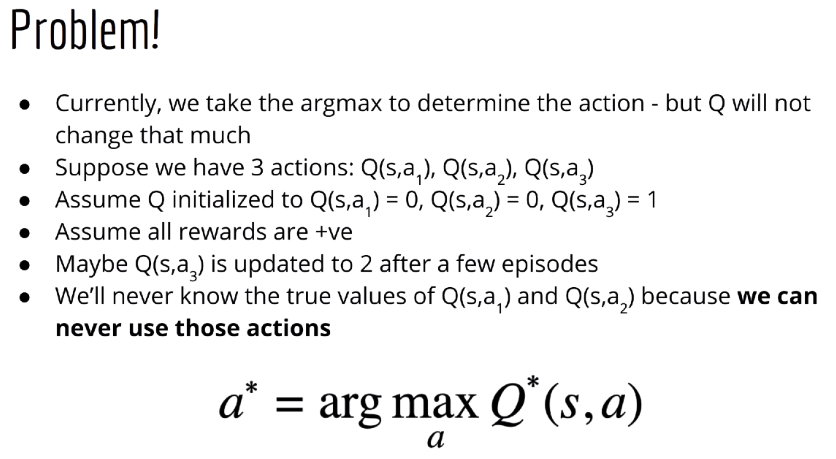 Problem!
● Currently, we take the argmax to determine the action - but Q will not
change that much
● Suppose we have 3 actions: Q(s,a₁), Q(s,a₂), Q(s,a₃)
● Assume Q initialized to Q(s,a₁) = 0, Q(s,a₂) = 0, Q(s,a₃) = 1
● Assume all rewards are +ve
● Maybe Q(s,a₃) is updated to 2 after a few episodes
● We’ll never know the true values of Q(s,a₁) and Q(s,a₂) because we can
never use those actions
a* = arg max Q*(s, a)
a